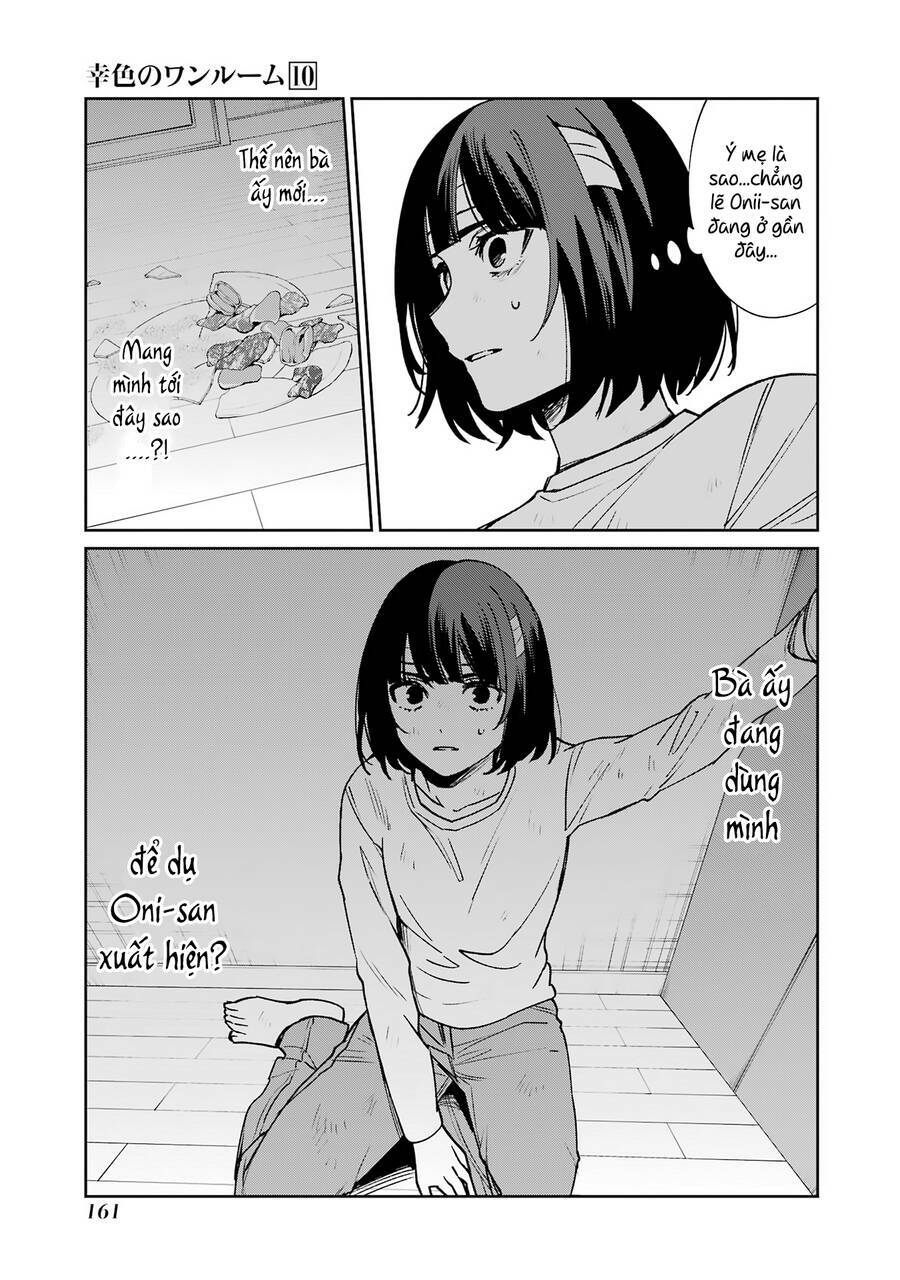 幸色のワンルーム10
Ý mẹ là
sao...chẳng
lẽ Onii-san
đang ở gần
đây...
Thế nên bà
ấy mới...
Mang
mình tới
đây sao
....?!
Bà ấy
đang
dùng
mình
để dụ
Oni-san
xuất hiện?
161